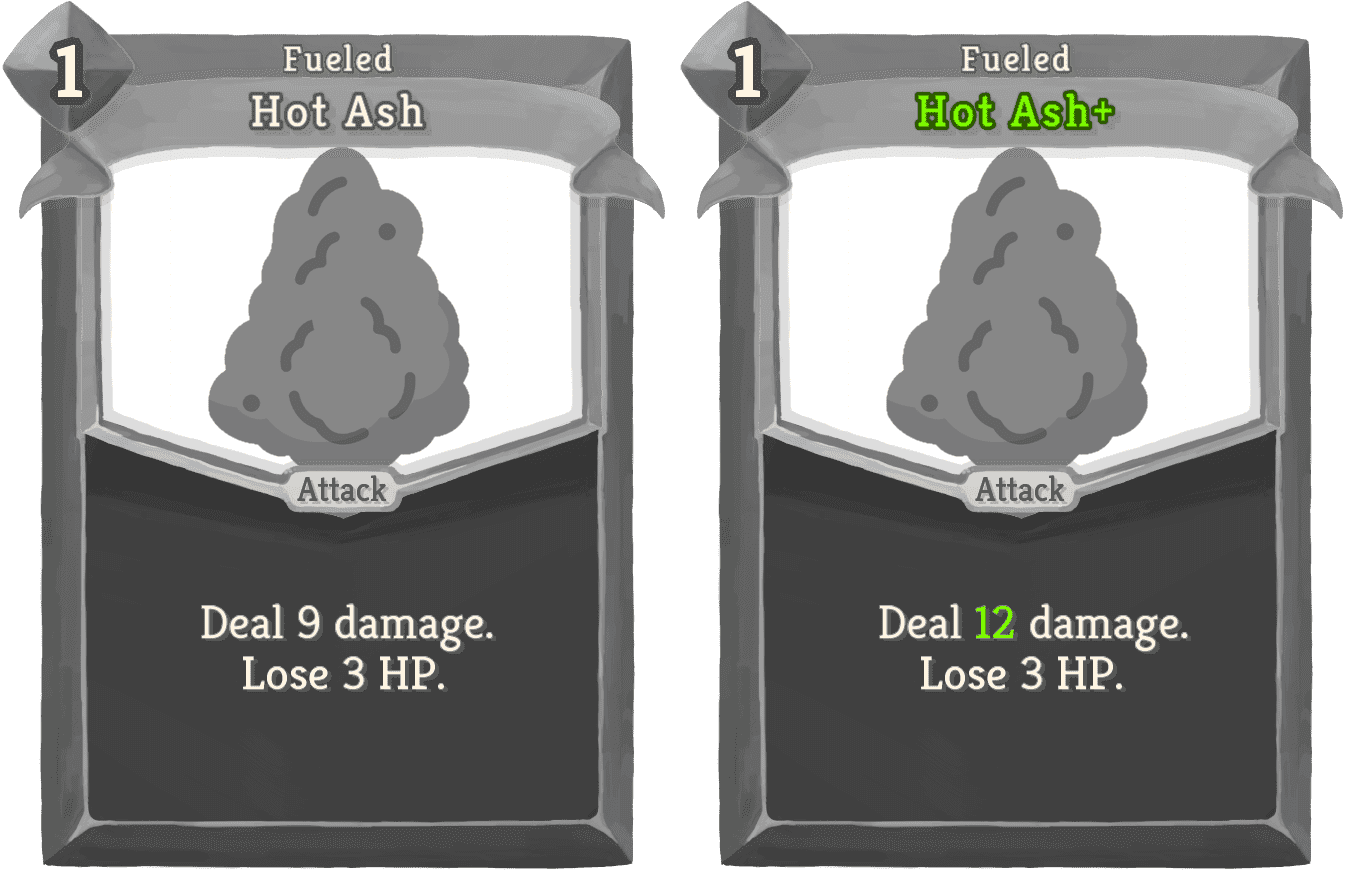 1
Fueled
Hot Ash
Attack
Deal 9 damage.
Lose 3 HP.
1
Fueled
Hot Ash+
Attack
Deal 12 damage.
Lose 3 HP.